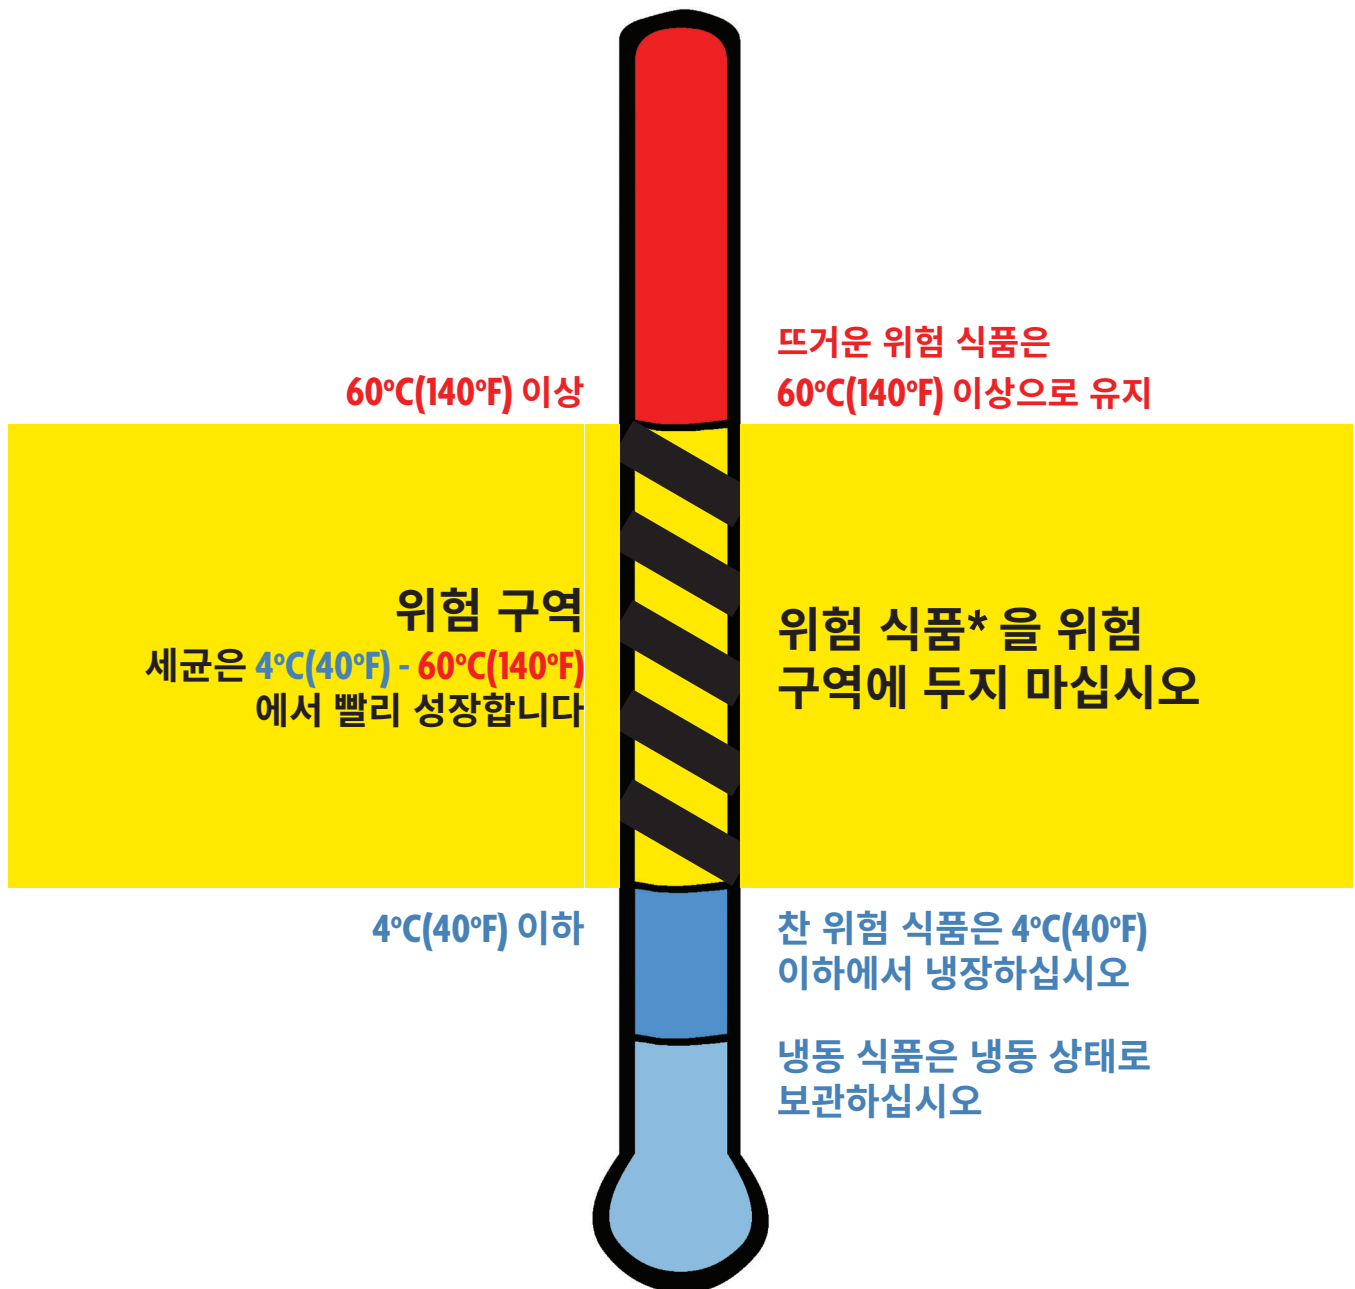 뜨거운 위험 식품은
60°C(140°F) 이상
60°C(140°F) 이상으로 유지
위험 구역
세균은 4°C(40°F) - 60°C(140°F)
에서 빨리 성장합니다
위험 식품* 을 위험
구역에 두지 마십시오
4°C(40°F) 이하
찬 위험 식품은 4°C(40°F)
이하에서 냉장하십시오
냉동 식품은 냉동 상태로
보관하십시오